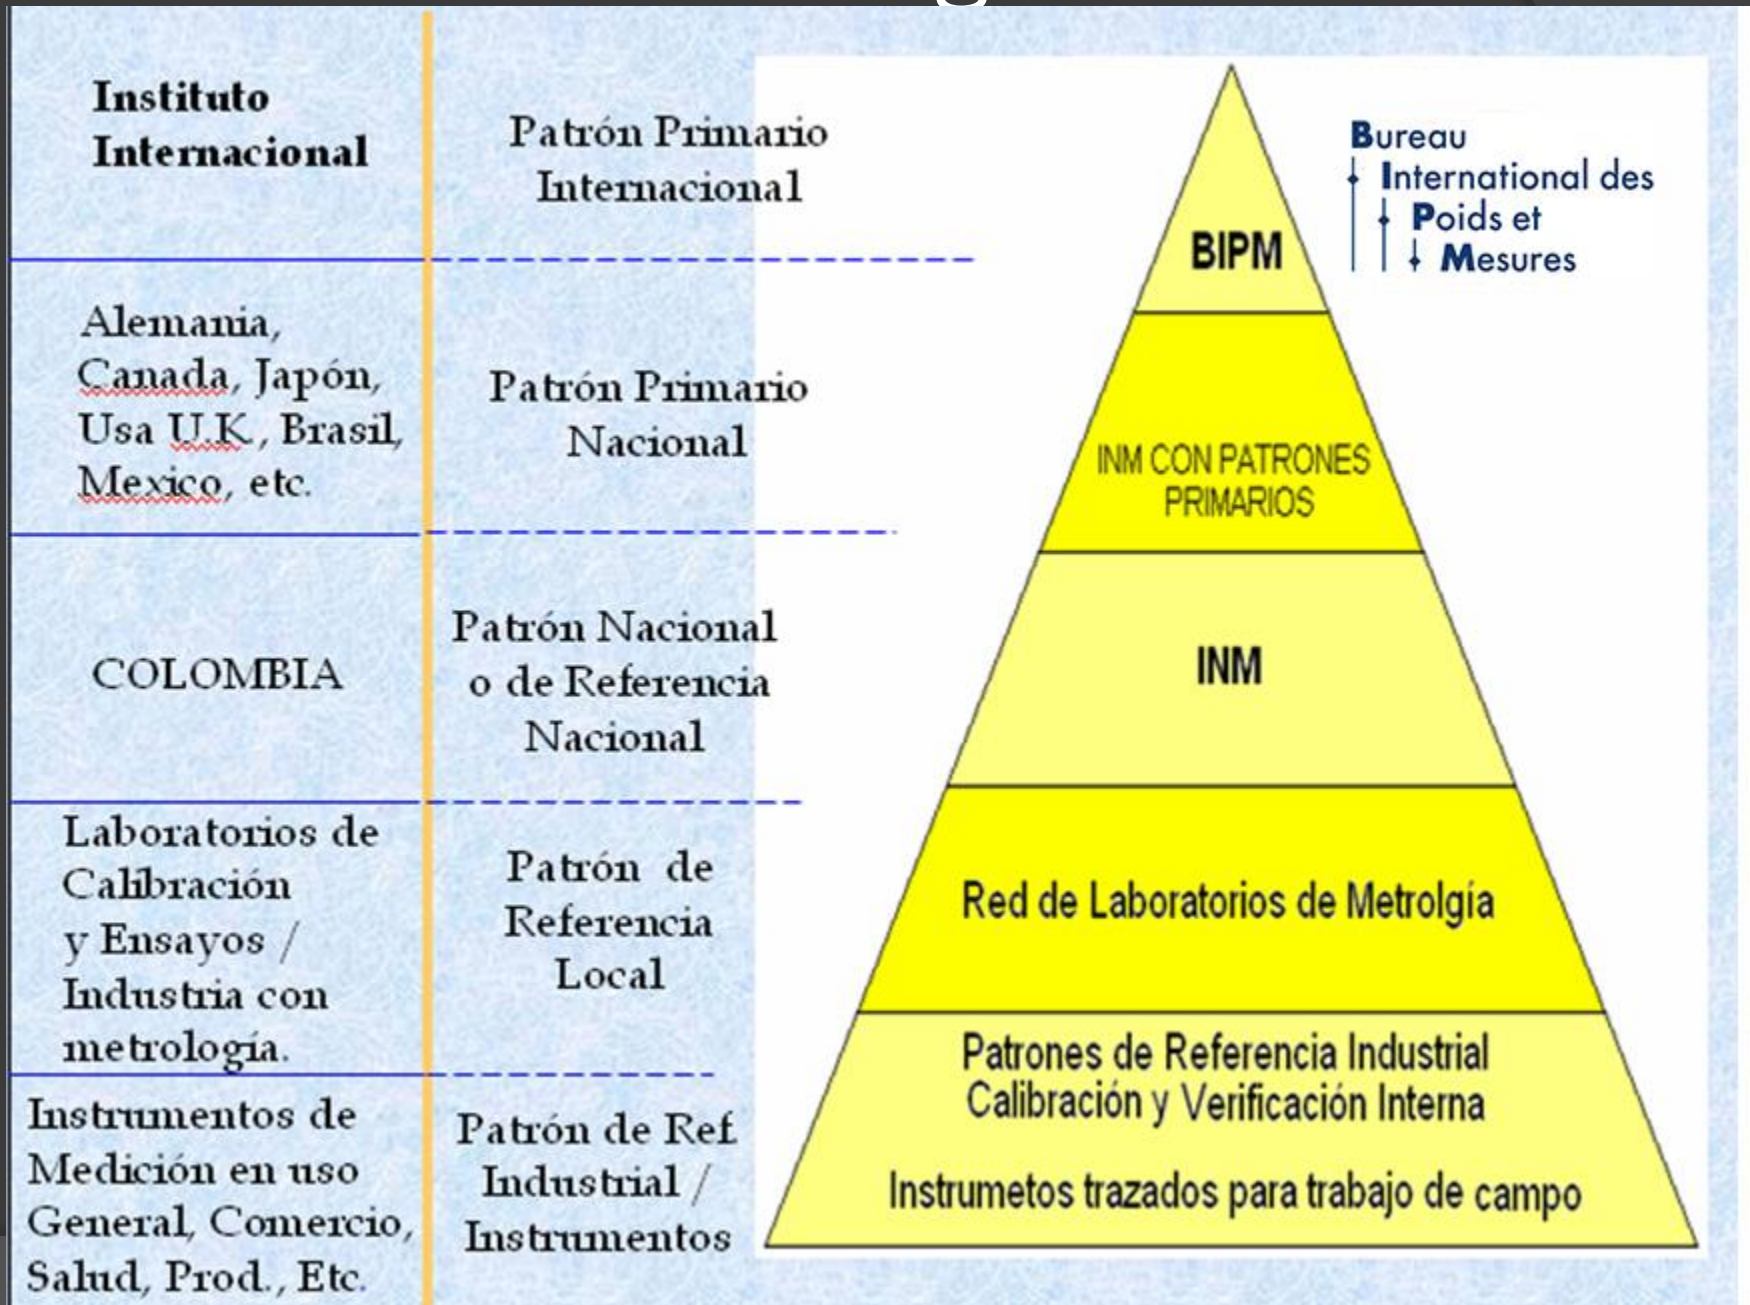 Instituto
Internacional
Patrón Primario
Internacional
BIPM
Bureau
International des
Poids et
Mesures
Alemania,
Canada, Japón,
Usa U.K., Brasil,
Mexico, etc.
Patrón Primario
Nacional
INM CON PATRONES
PRIMARIOS
COLOMBIA
Patrón Nacional
o de Referencia
Nacional
INM
Laboratorios de
Calibración
y Ensayos /
Industria con
metrología.
Patrón de
Referencia
Local
Red de Laboratorios de Metrolgía
Instrumentos de
Medición en uso
General, Comercio,
Salud, Prod., Etc.
Patrón de Ref.
Industrial /
Instrumentos
Patrones de Referencia Industrial
Calibración y Verificación Interna
Instrumetos trazados para trabajo de campo